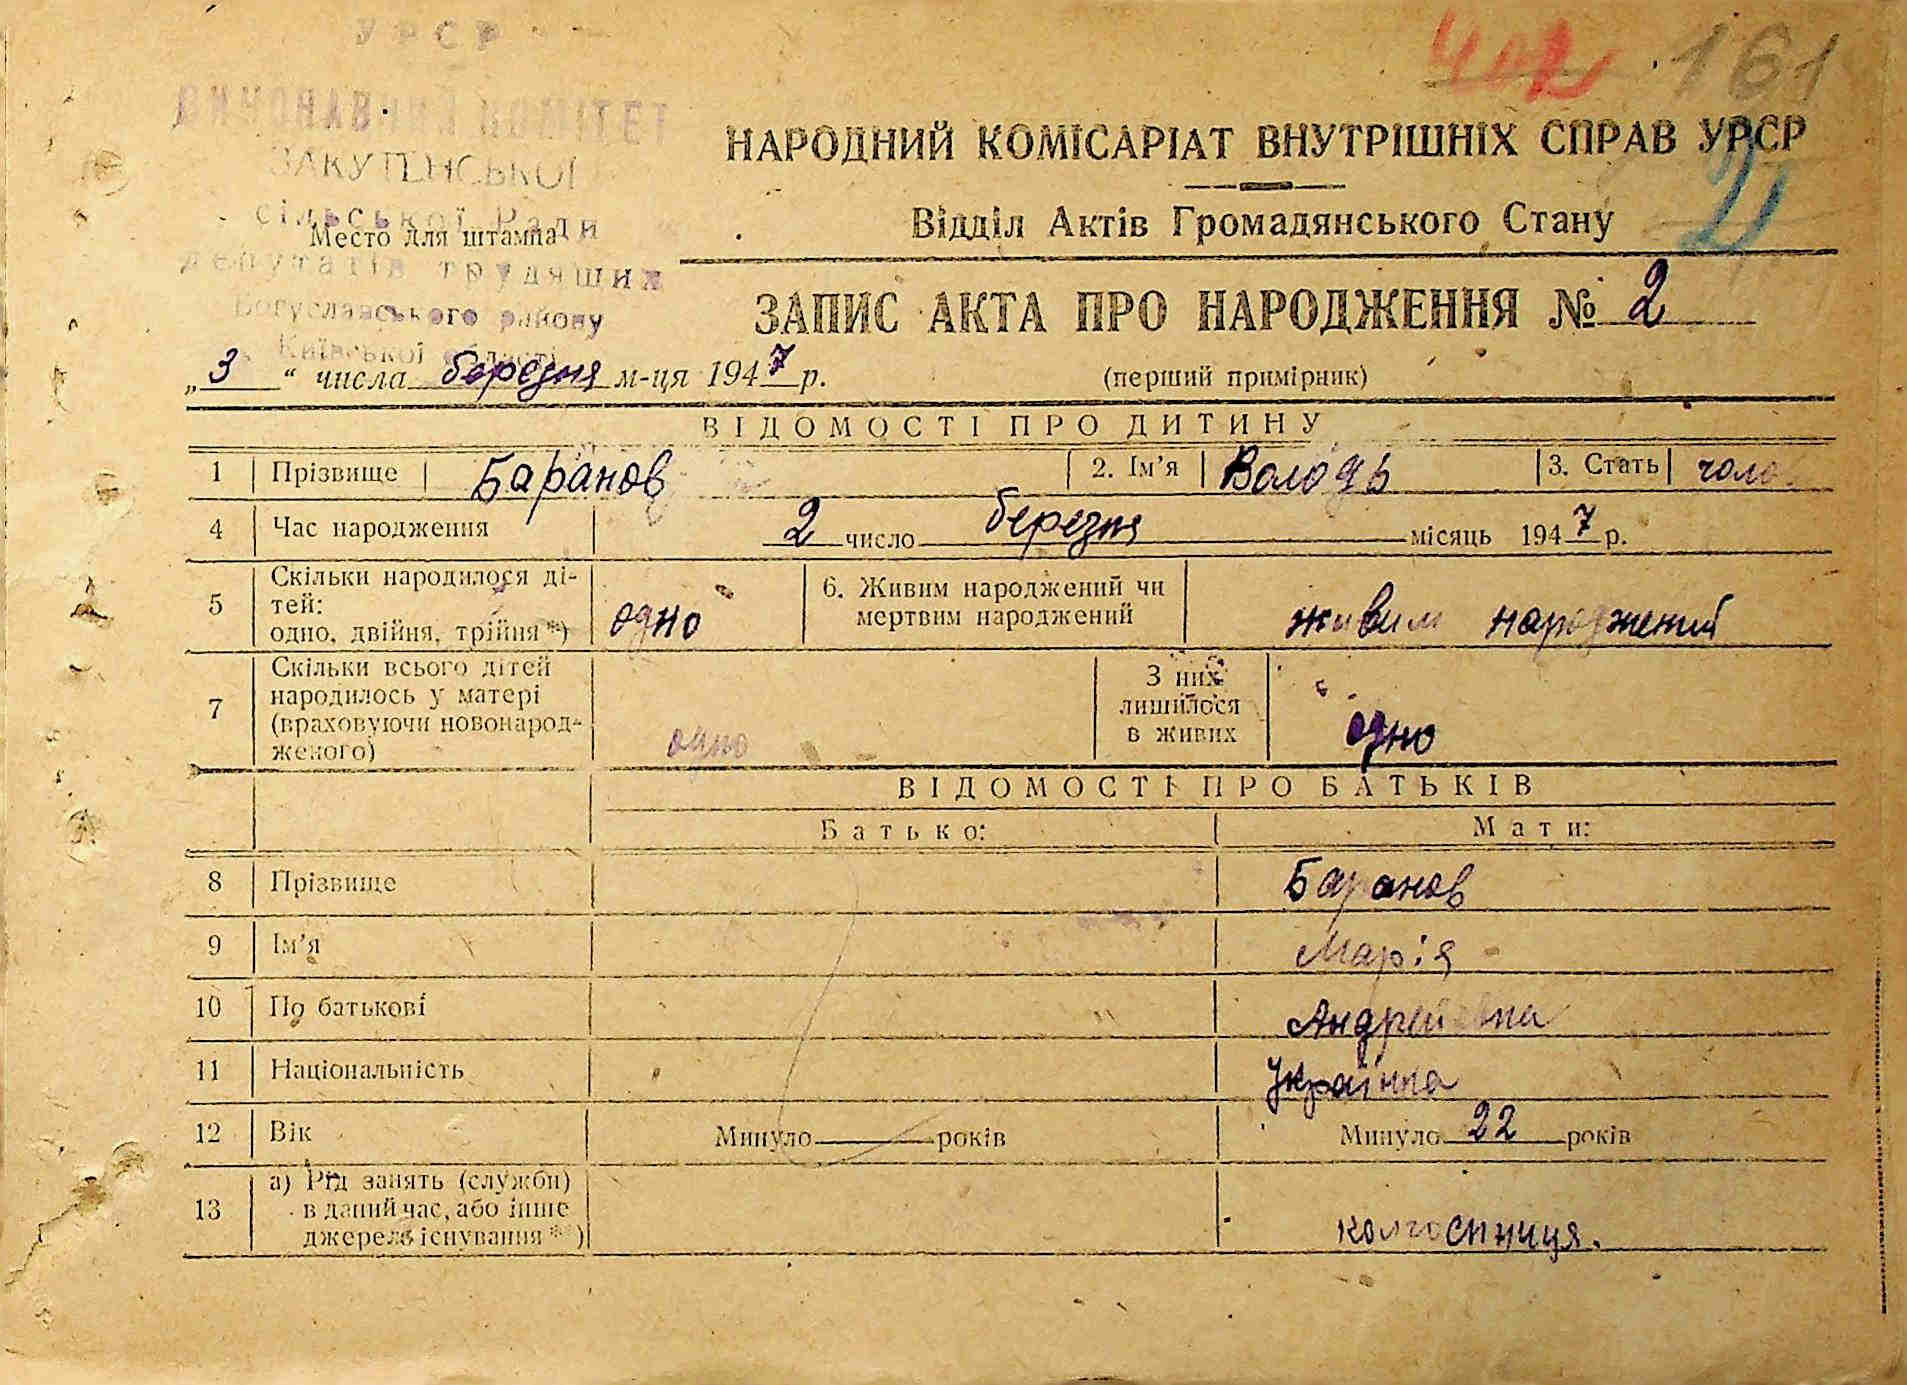 УРСР
ВИКОНАВЧИЙ КОМІТЕТ
сільської Ради
Место для штампа
депутатів трудящих
Богуславського району
Київської області
161
НАРОДНИЙ КОМІСАРІАТ ВНУТРІШНІХ СПРАВ УРСР
Відділ Актів Громадянського Стану
ЗАПИС АКТА ПРО НАРОДЖЕННЯ № 2
„ 3 “ числа березня м-ця 1947 р.
(перший примірник)
ВІДОМОСТІ ПРО ДИТИНУ
1 Прізвище Баранов 2. Ім'я Володь 3. Стать чоло.
4 Час народження 2 число березня місяць 1947 р.
5 Скільки народилося ді-
тей:
одно, двійня, трійня *) одно
6. Живим народжений чи
мертвим народжений живим народжений
7 Скільки всього дітей
народилось у матері
(враховуючи новонарод-
женого) одно
З них
лишилося
в живих одно
ВІДОМОСТІ ПРО БАТЬКІВ
Батько: Мати:
8 Прізвище Баранов
9 Ім'я Марія
10 По батькові Андреївна
11 Національність Українка
12 Вік Минуло років Минуло 22 років
13 а) Рід занять (служби)
в даний час, або інше
джерело існування *) колгоспниця.